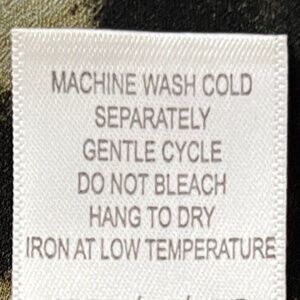 MACHINE WASH COLD
SEPARATELY
GENTLE CYCLE
DO NOT BLEACH
HANG TO DRY
IRON AT LOW TEMPERATURE